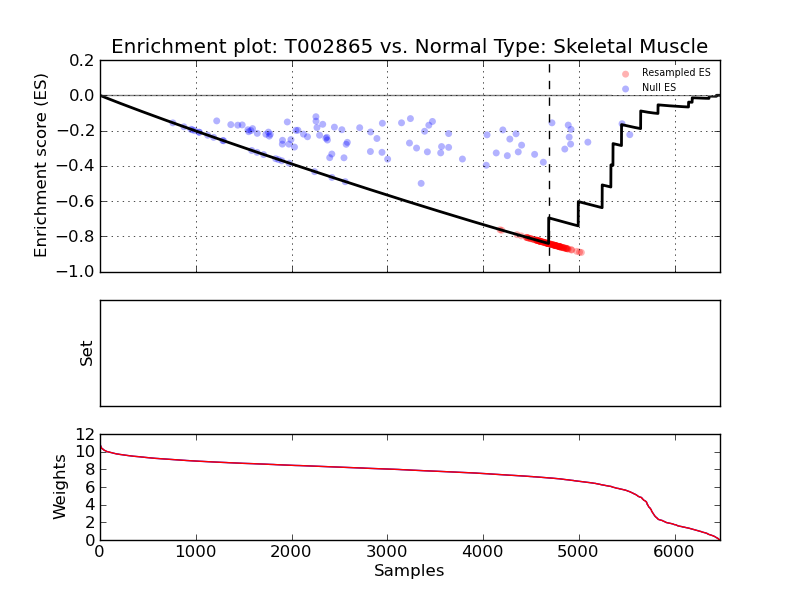 Enrichment plot: T002865 vs. Normal Type: Skeletal Muscle
Enrichment score (ES)
0.2
0.0
−0.2
−0.4
−0.6
−0.8
−1.0
Resampled ES
Null ES
Set
Weights
12
10
8
6
4
2
0
0 1000 2000 3000 4000 5000 6000
Samples